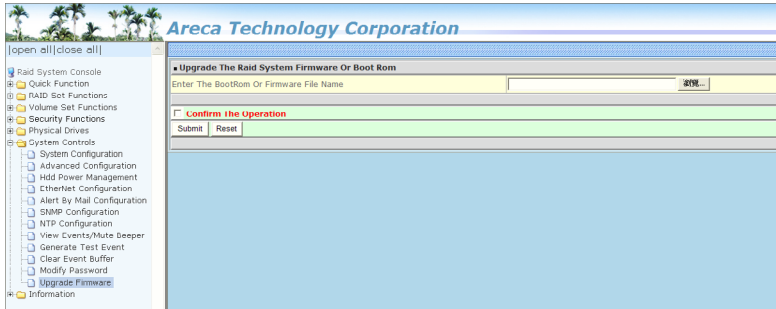 Areca Technology Corporation
|open all|close all|
Raid System Console
Quick Function
RAID Set Functions
Volume Set Functions
Security Functions
Physical Drives
System Controls
System Configuration
Advanced Configuration
Hdd Power Management
EtherNet Configuration
Alert By Mail Configuration
SNMP Configuration
NTP Configuration
View Events/Mute Beeper
Generate Test Event
Clear Event Buffer
Modify Password
Upgrade Firmware
Information
Upgrade The Raid System Firmware Or Boot Rom
Enter The BootRom Or Firmware File Name
瀏覽...
Confirm The Operation
Submit Reset